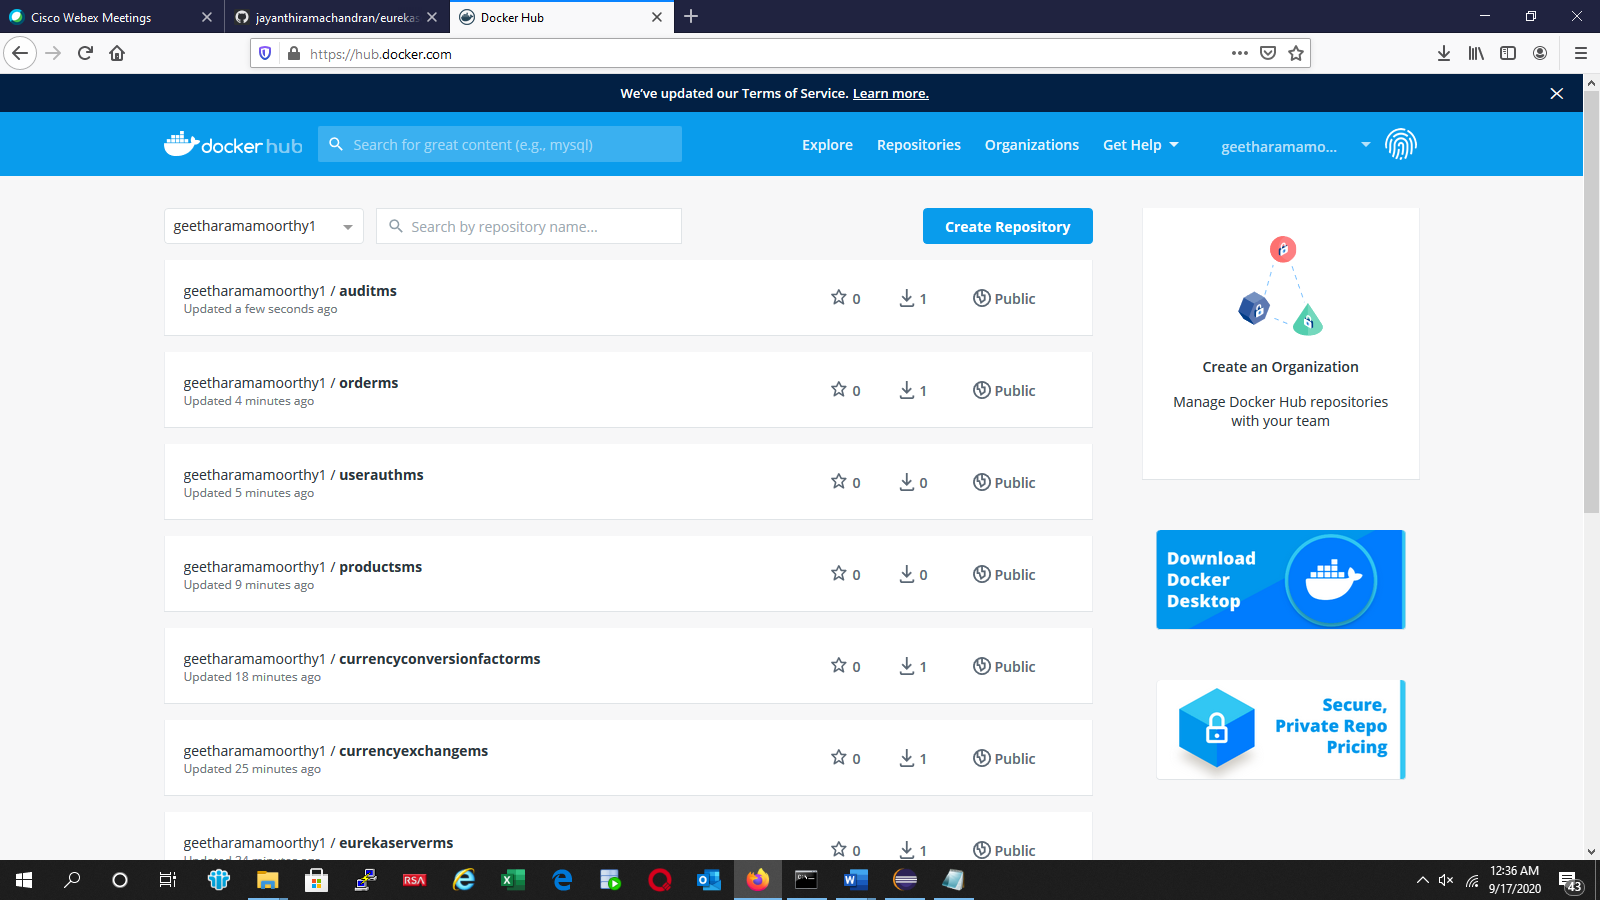 Cisco Webex Meetings
jayanthiramachandran/eurekas
Docker Hub
https://hub.docker.com
We've updated our Terms of Service. Learn more.
docker hub
Search for great content (e.g., mysql)
Explore
Repositories
Organizations
Get Help
geetharamamo...
geetharamamoorthy1
Search by repository name...
Create Repository
geetharamamoorthy1 / auditms
Updated a few seconds ago
0
1
Public
geetharamamoorthy1 / orderms
Updated 4 minutes ago
0
1
Public
geetharamamoorthy1 / userauthms
Updated 5 minutes ago
0
0
Public
geetharamamoorthy1 / productsms
Updated 9 minutes ago
0
0
Public
geetharamamoorthy1 / currencyconversionfactorms
Updated 18 minutes ago
0
1
Public
geetharamamoorthy1 / currencyexchangems
Updated 25 minutes ago
0
1
Public
geetharamamoorthy1 / eurekaserverms
0
1
Public
Create an Organization
Manage Docker Hub repositories
with your team
Download
Docker
Desktop
Secure,
Private Repo
Pricing
RSA
12:36 AM
9/17/2020
43